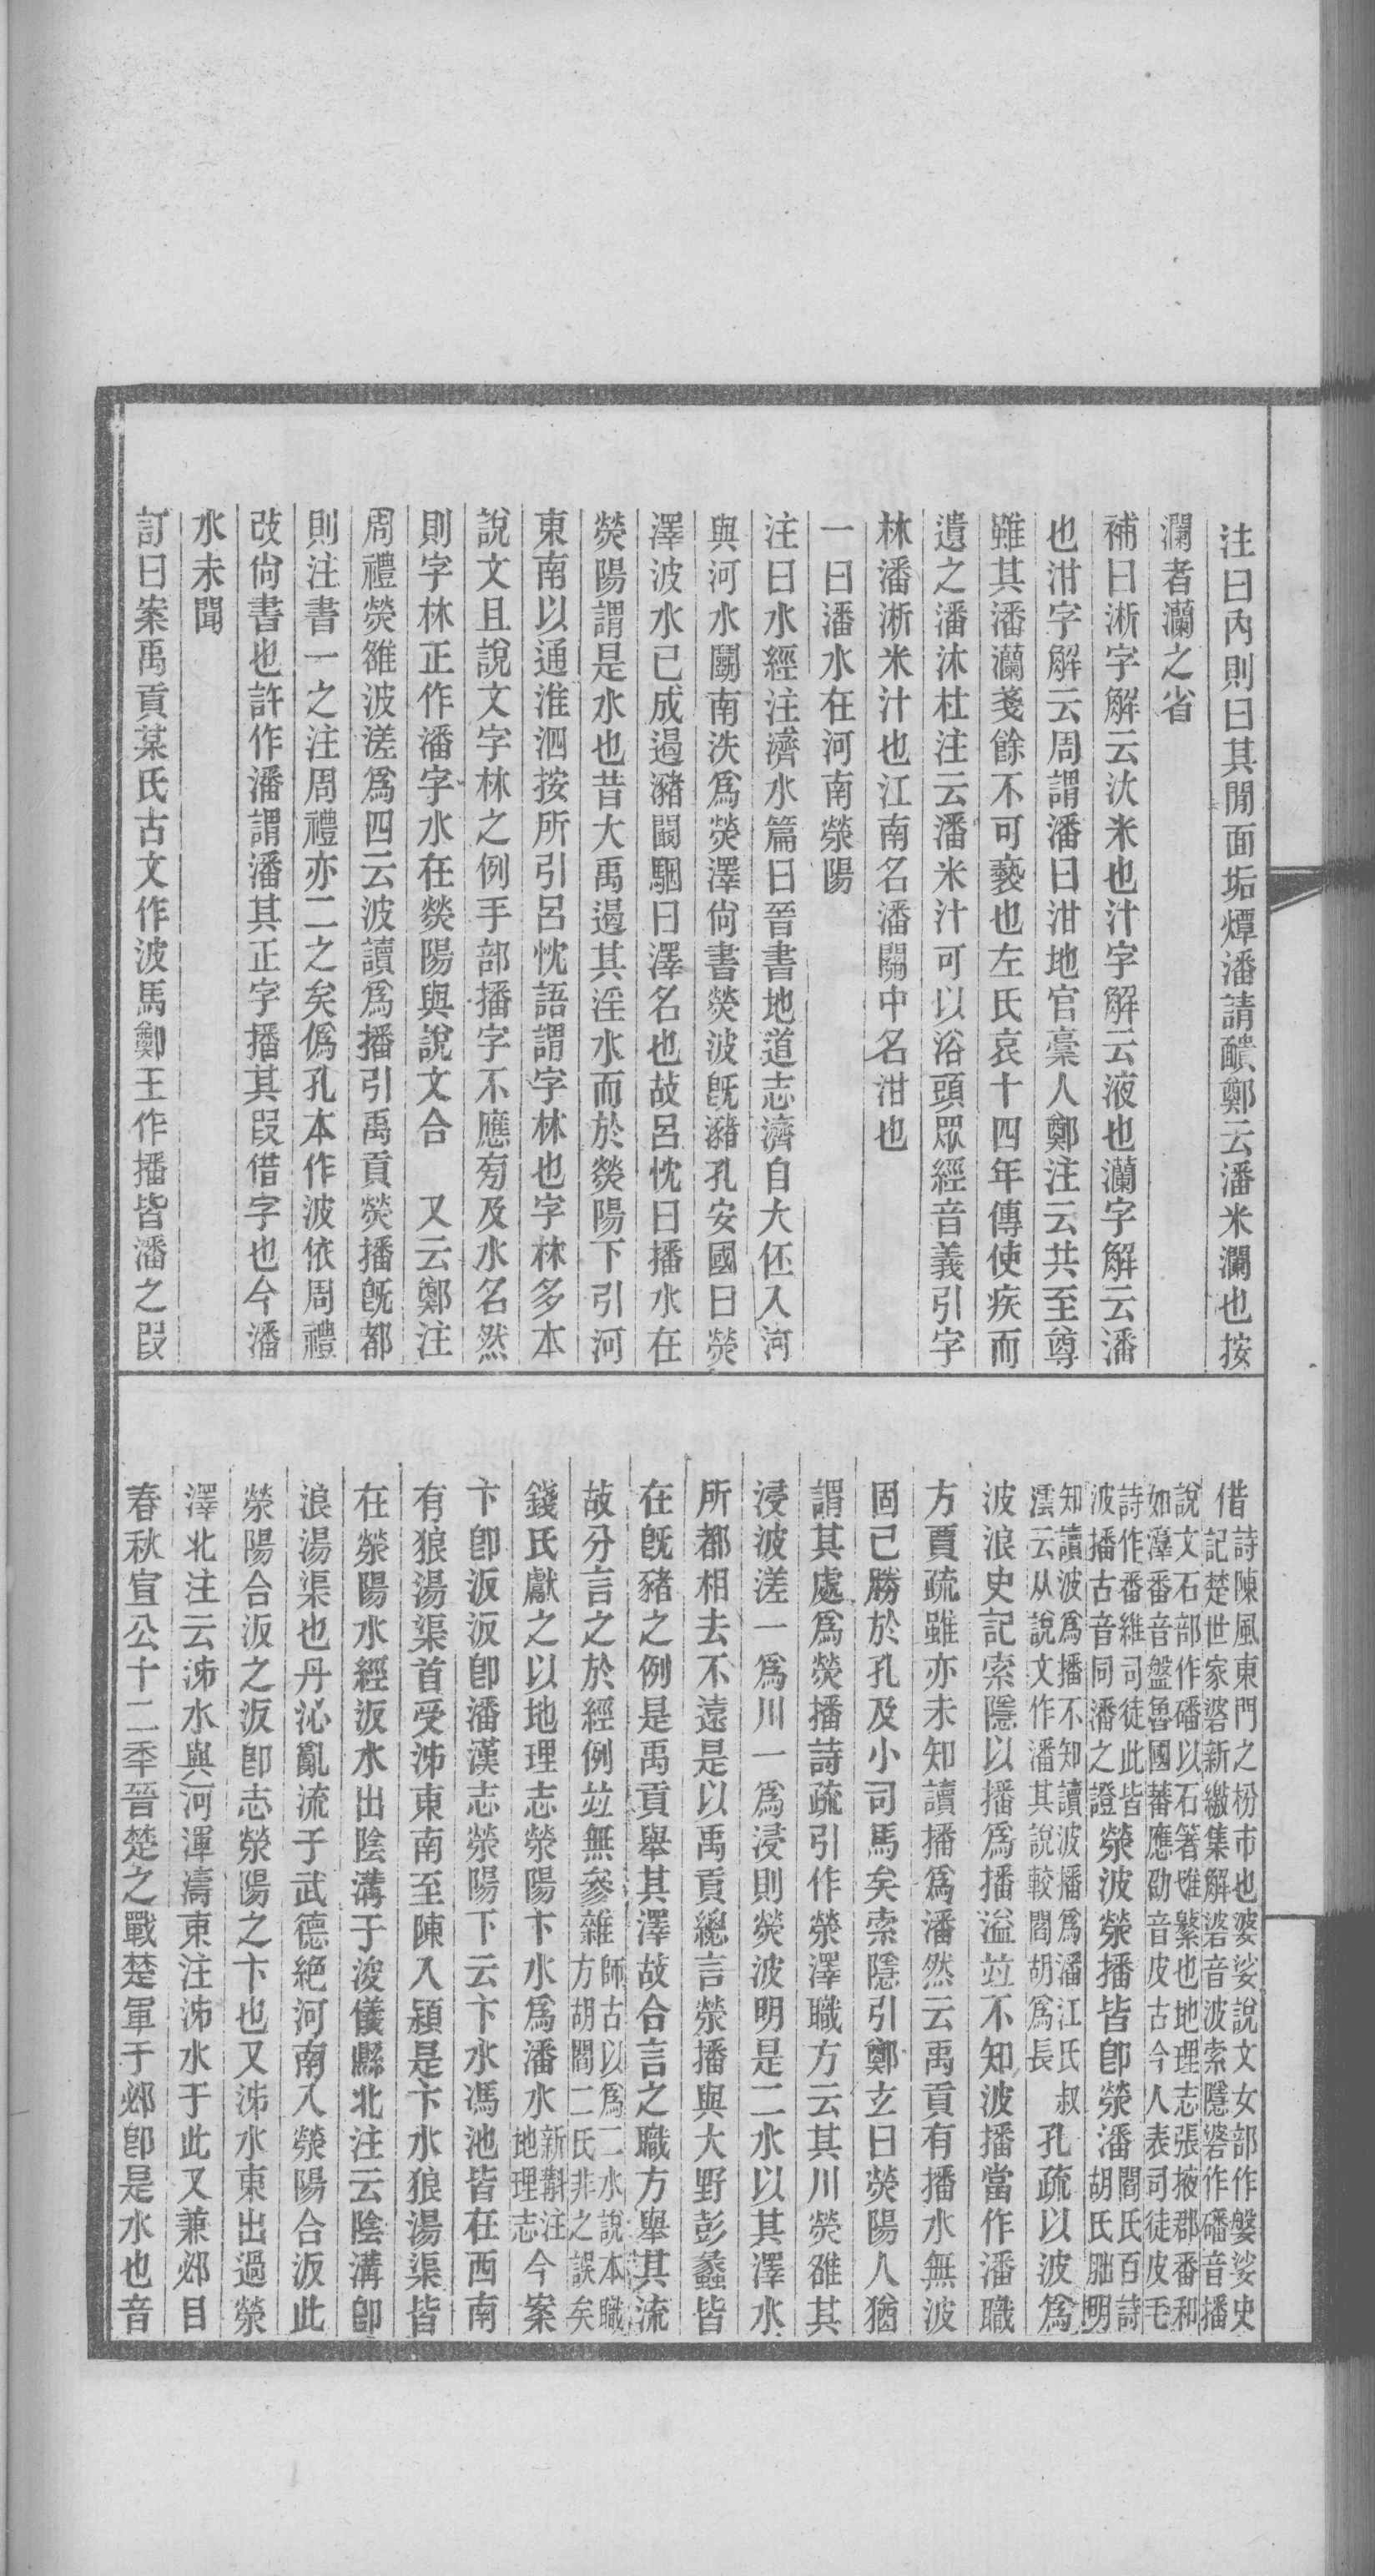 注曰內則曰其閒面垢燂潘請靧鄭云潘米瀾也按
瀾者灡之省
補曰淅字解云汏米也汁字解云液也灡字解云潘
也泔字解云周謂潘曰泔地官槀人鄭注云共至尊
雖其潘灡戔餘不可褻也左氏哀十四年傳使疾而
遺之潘沐杜注云潘米汁可以浴頭眾經音義引字
林潘淅米汁也江南名潘關中名泔也
一曰潘水在河南滎陽
注曰水經注濟水篇曰晉書地道志濟自大伾入河
與河水鬭南泆爲熒澤尙書熒波旣瀦孔安國曰熒
澤波水已成遏瀦闞駰曰澤名也故呂忱曰播水在
熒陽謂是水也昔大禹遏其淫水而於熒陽下引河
東南以通淮泗按所引呂忱語謂字林也字林多本
說文且說文字林之例手部播字不應㫄及水名然
則字林正作潘字水在熒陽與說文合　又云鄭注
周禮熒雒波溠爲四云波讀爲播引禹貢熒播旣都
則注書一之注周禮亦二之矣僞孔本作波依周禮
改尙書也許作潘謂潘其正字播其叚借字也今潘
水未聞
訂曰案禹貢某氏古文作波馬鄭王作播皆潘之叚
借詩陳風東門之枌市也婆娑說文女部作媻娑史
記楚世家碆新繳集解碆音波索隱碆作磻音播
說文石部作磻以石箸隿繁也地理志張掖郡番和
如漳番音盤魯國蕃應劭音皮古今人表司徒皮毛
詩作番維司徒此皆
波播古音同潘之證滎波滎播皆卽滎潘閻氏百詩
胡氏朏明
知讀波爲播不知讀波播爲潘江氏叔
澐云从說文作潘其說較閻胡爲長孔疏以波爲
波浪史記索隱以播爲播溢竝不知波播當作潘職
方賈疏雖亦未知讀播爲潘然云禹貢有播水無波
固已勝於孔及小司馬矣索隱引鄭玄曰熒陽人猶
謂其處爲熒播詩疏引作滎澤職方云其川熒雒其
浸波溠一爲川一爲浸則熒波明是二水以其澤水
所都相去不遠是以禹貢總言滎播與大野彭蠡皆
在旣豬之例是禹貢舉其澤故合言之職方舉其流
故分言之於經例竝無參雜師古以爲二水說本職
方胡閻二氏非之誤矣
錢氏獻之以地理志滎陽卞水爲潘水新斠注
地理志今案
卞卽汳汳卽潘漢志滎陽下云卞水馮池皆在西南
有狼湯渠首受泲東南至陳入潁是卞水狼湯渠皆
在滎陽水經汳水出陰溝于浚儀縣北注云陰溝卽
浪湯渠也丹沁亂流于武德絶河南入滎陽合汳此
滎陽合汳之汳卽志滎陽之卞也又泲水東出過滎
澤北注云泲水與河渾濤東注泲水于此又兼邲目
春秋宣公十二秊晉楚之戰楚軍于邲卽是水也音